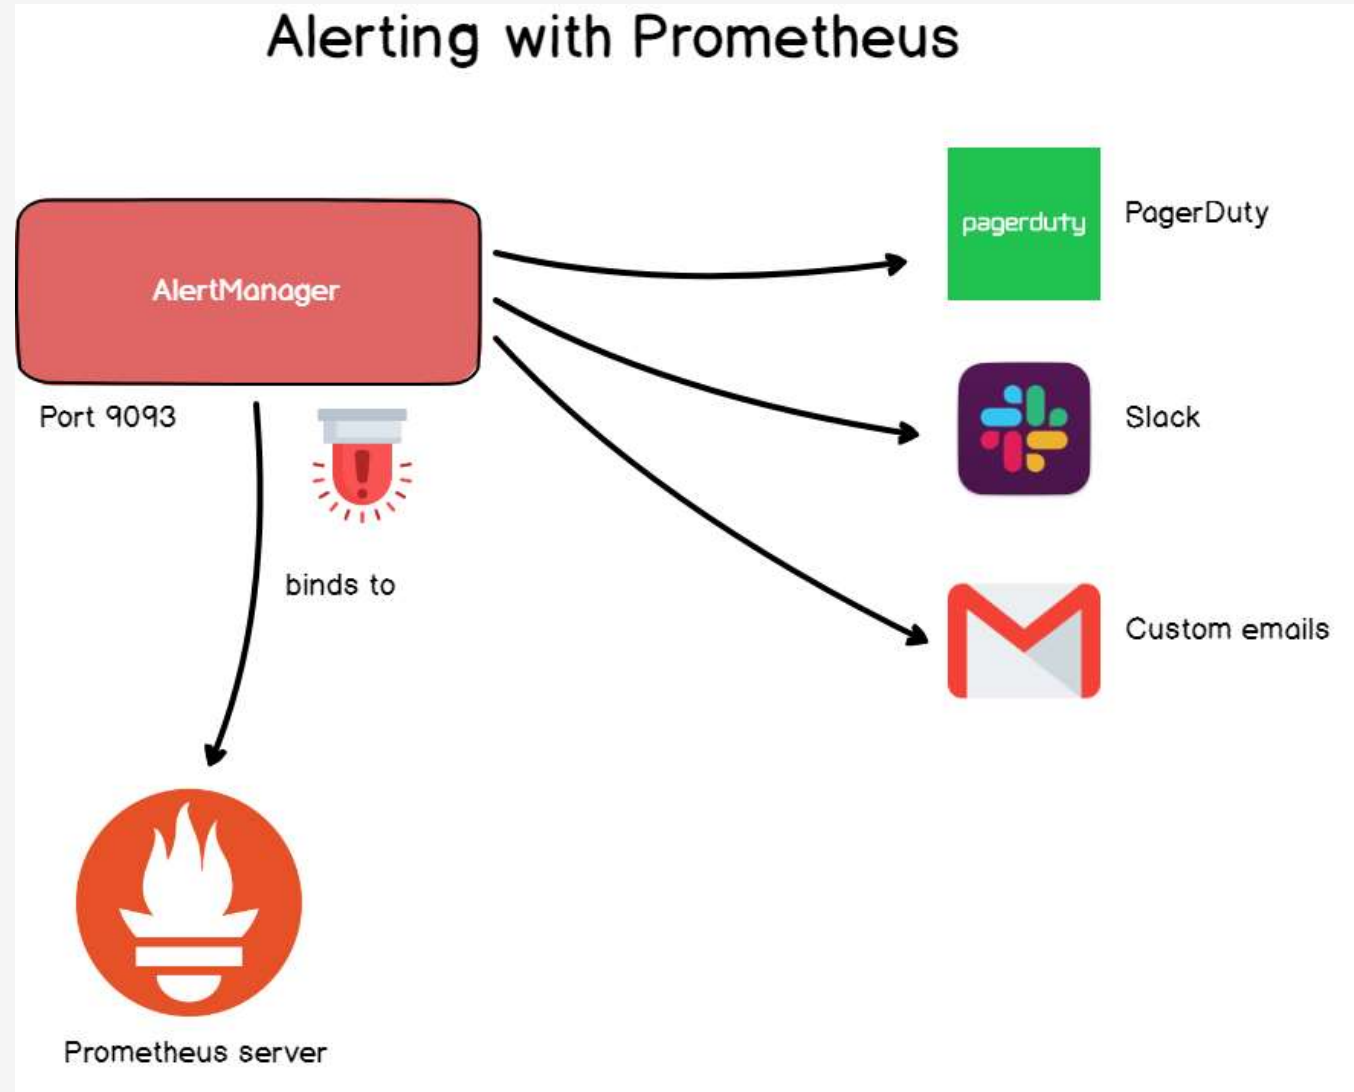 Alerting with Prometheus
AlertManager
Port 9093
binds to
Prometheus server
pagerduty
PagerDuty
Slack
Custom emails